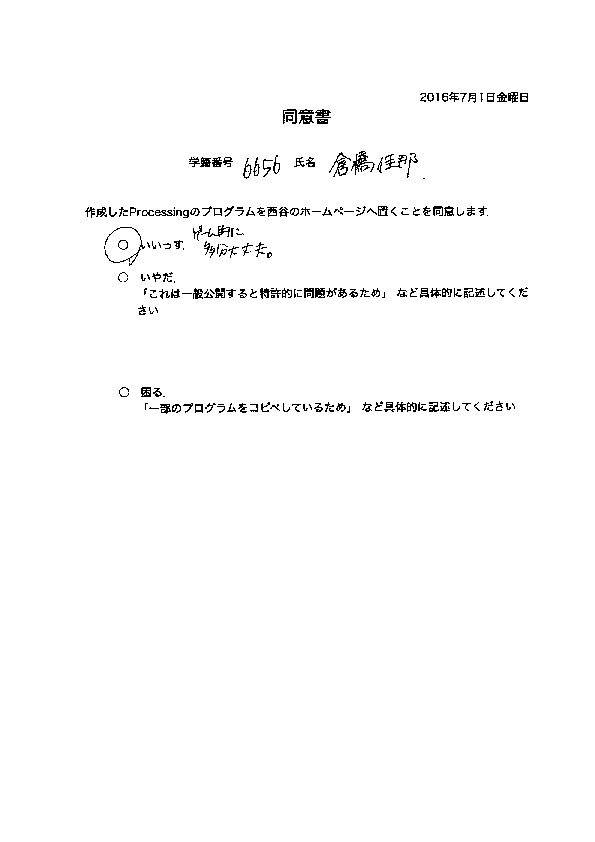 2016年7月1日金曜日
同意書
学籍番号 6656 氏名 倉橋佳那
作成したProcessingのプログラムを西谷のホームページへ置くことを同意します.
○ いいっす. ゲーム的に
多分大丈夫。
○ いやだ.
「これは一般公開すると特許的に問題があるため」 など具体的に記述してくだ
さい
○ 困る.
「一部のプログラムをコピペしているため」 など具体的に記述してください